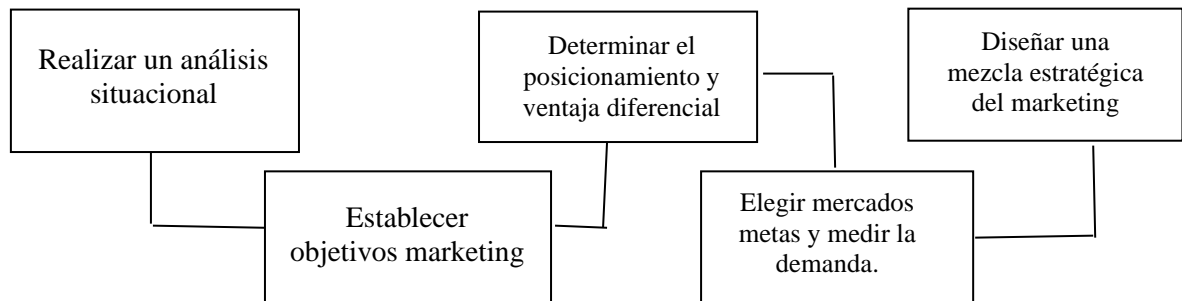 Realizar un análisis
situacional
Establecer
objetivos marketing
Determinar el
posicionamiento y
ventaja diferencial
Elegir mercados
metas y medir la
demanda.
Diseñar una
mezcla estratégica
del marketing